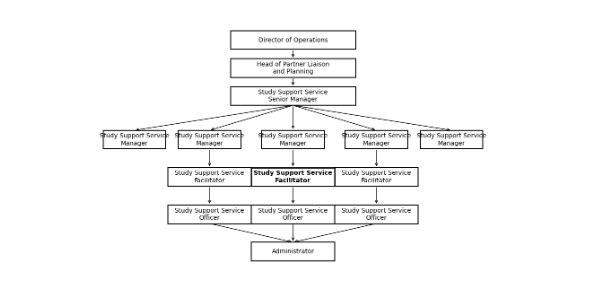 Director of Operations
Head of Partner Liaison
and Planning
Study Support Service
Senior Manager
Study Support Service
Manager
Study Support Service
Manager
Study Support Service
Manager
Study Support Service
Manager
Study Support Service
Manager
Study Support Service
Facilitator
Study Support Service
Facilitator
Study Support Service
Facilitator
Study Support Service
Officer
Study Support Service
Officer
Study Support Service
Officer
Administrator